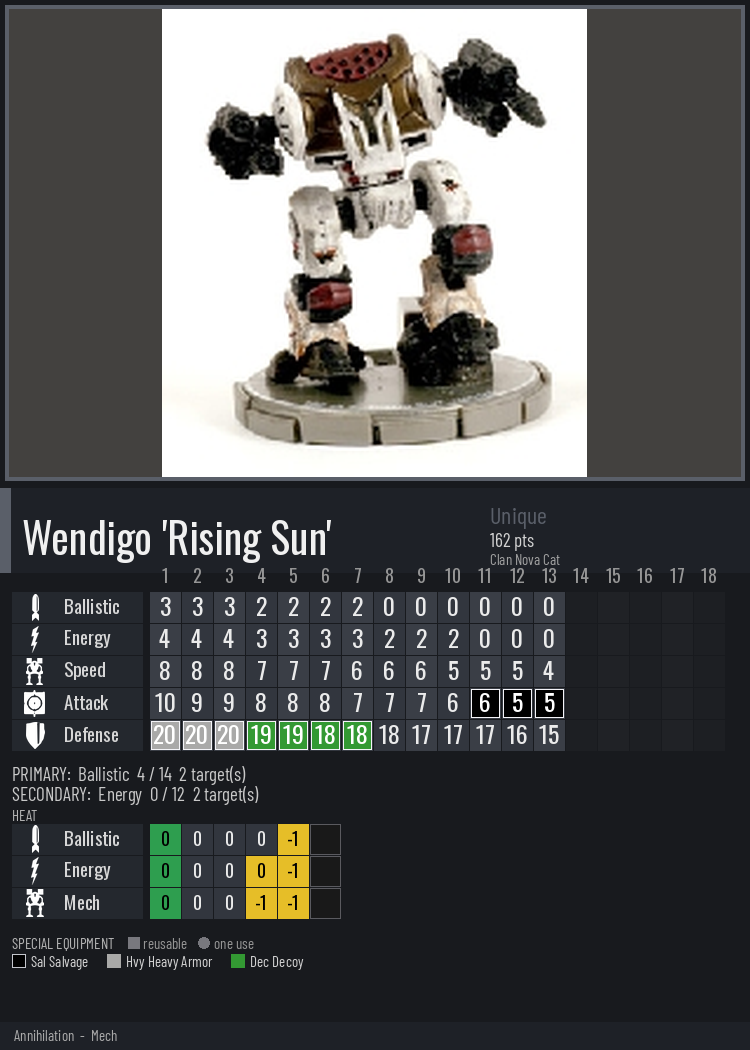 Wendigo 'Rising Sun'
Unique
162 pts
Clan Nova Cat
1 2 3 4 5 6 7 8 9 10 11 12 13 14 15 16 17 18
Ballistic 3 3 3 2 2 2 2 0 0 0 0 0 0
Energy 4 4 4 3 3 3 3 2 2 2 0 0 0
Speed 8 8 8 7 7 7 6 6 6 5 5 5 4
Attack 10 9 9 8 8 8 7 7 7 6 6 5 5
Defense 20 20 20 19 19 18 18 18 17 17 17 16 15
PRIMARY: Ballistic 4 / 14 2 target(s)
SECONDARY: Energy 0 / 12 2 target(s)
HEAT
Ballistic 0 0 0 0 -1
Energy 0 0 0 0 -1
Mech 0 0 0 -1 -1
SPECIAL EQUIPMENT reusable one use
Sal Salvage Hvy Heavy Armor Dec Decoy
Annihilation - Mech